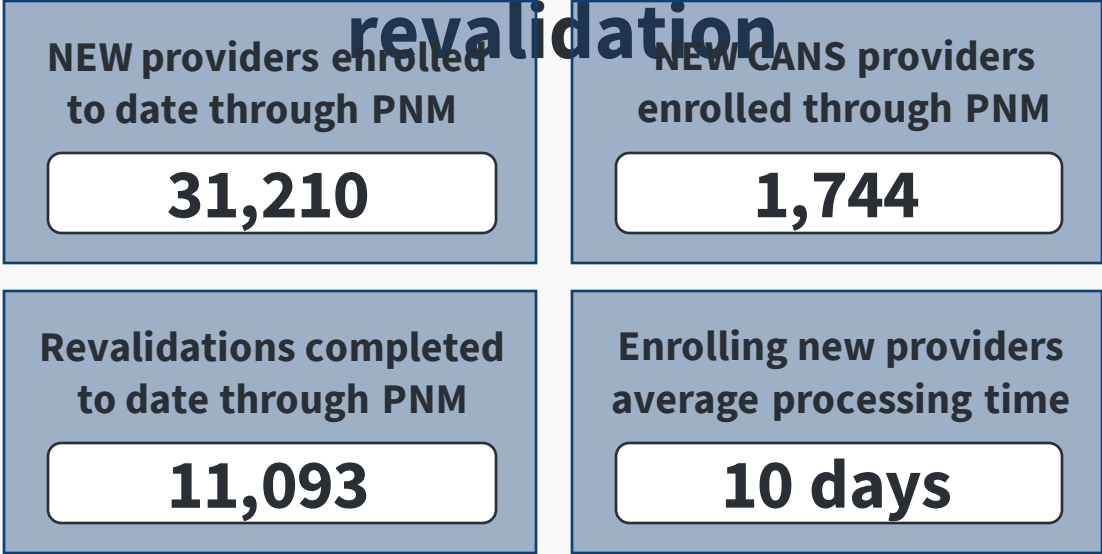 revalidation
NEW providers enrolled
to date through PNM
31,210
NEW CANS providers
enrolled through PNM
1,744
Revalidations completed
to date through PNM
11,093
Enrolling new providers
average processing time
10 days